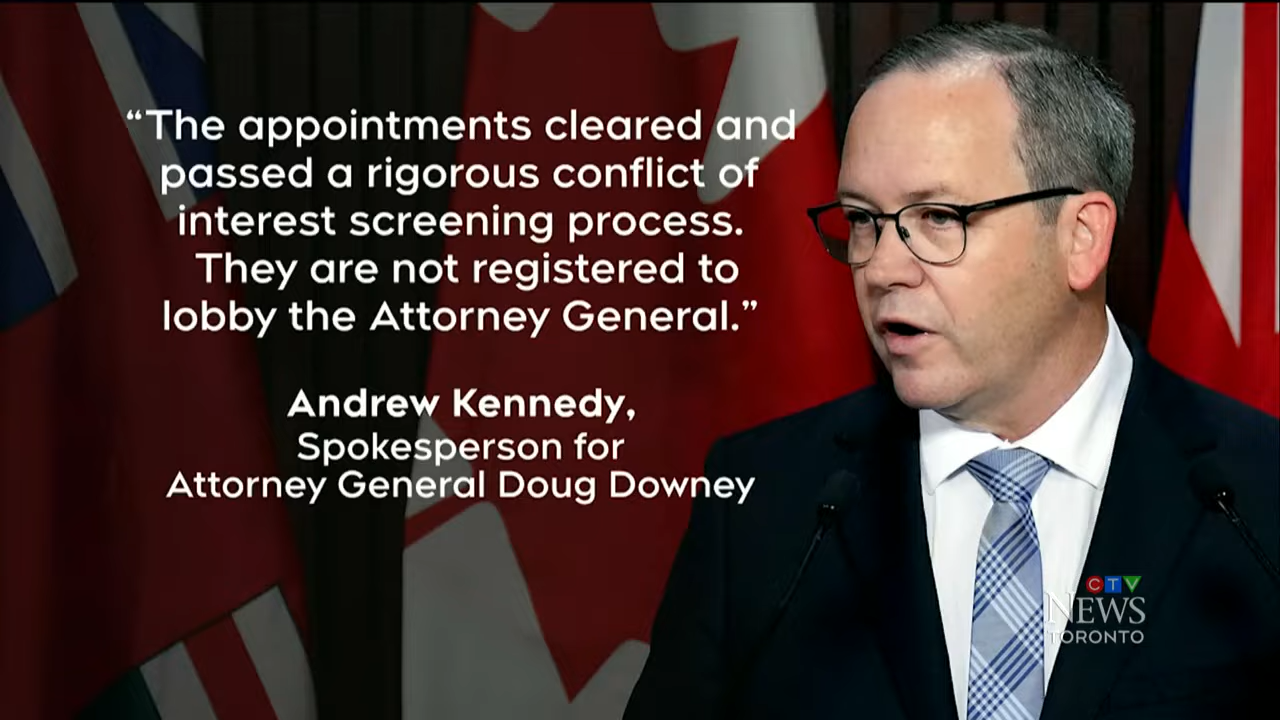 “The appointments cleared and
passed a rigorous conflict of
interest screening process.
They are not registered to
lobby the Attorney General.”
Andrew Kennedy,
Spokesperson for
Attorney General Doug Downey
CTV
NEWS
TORONTO